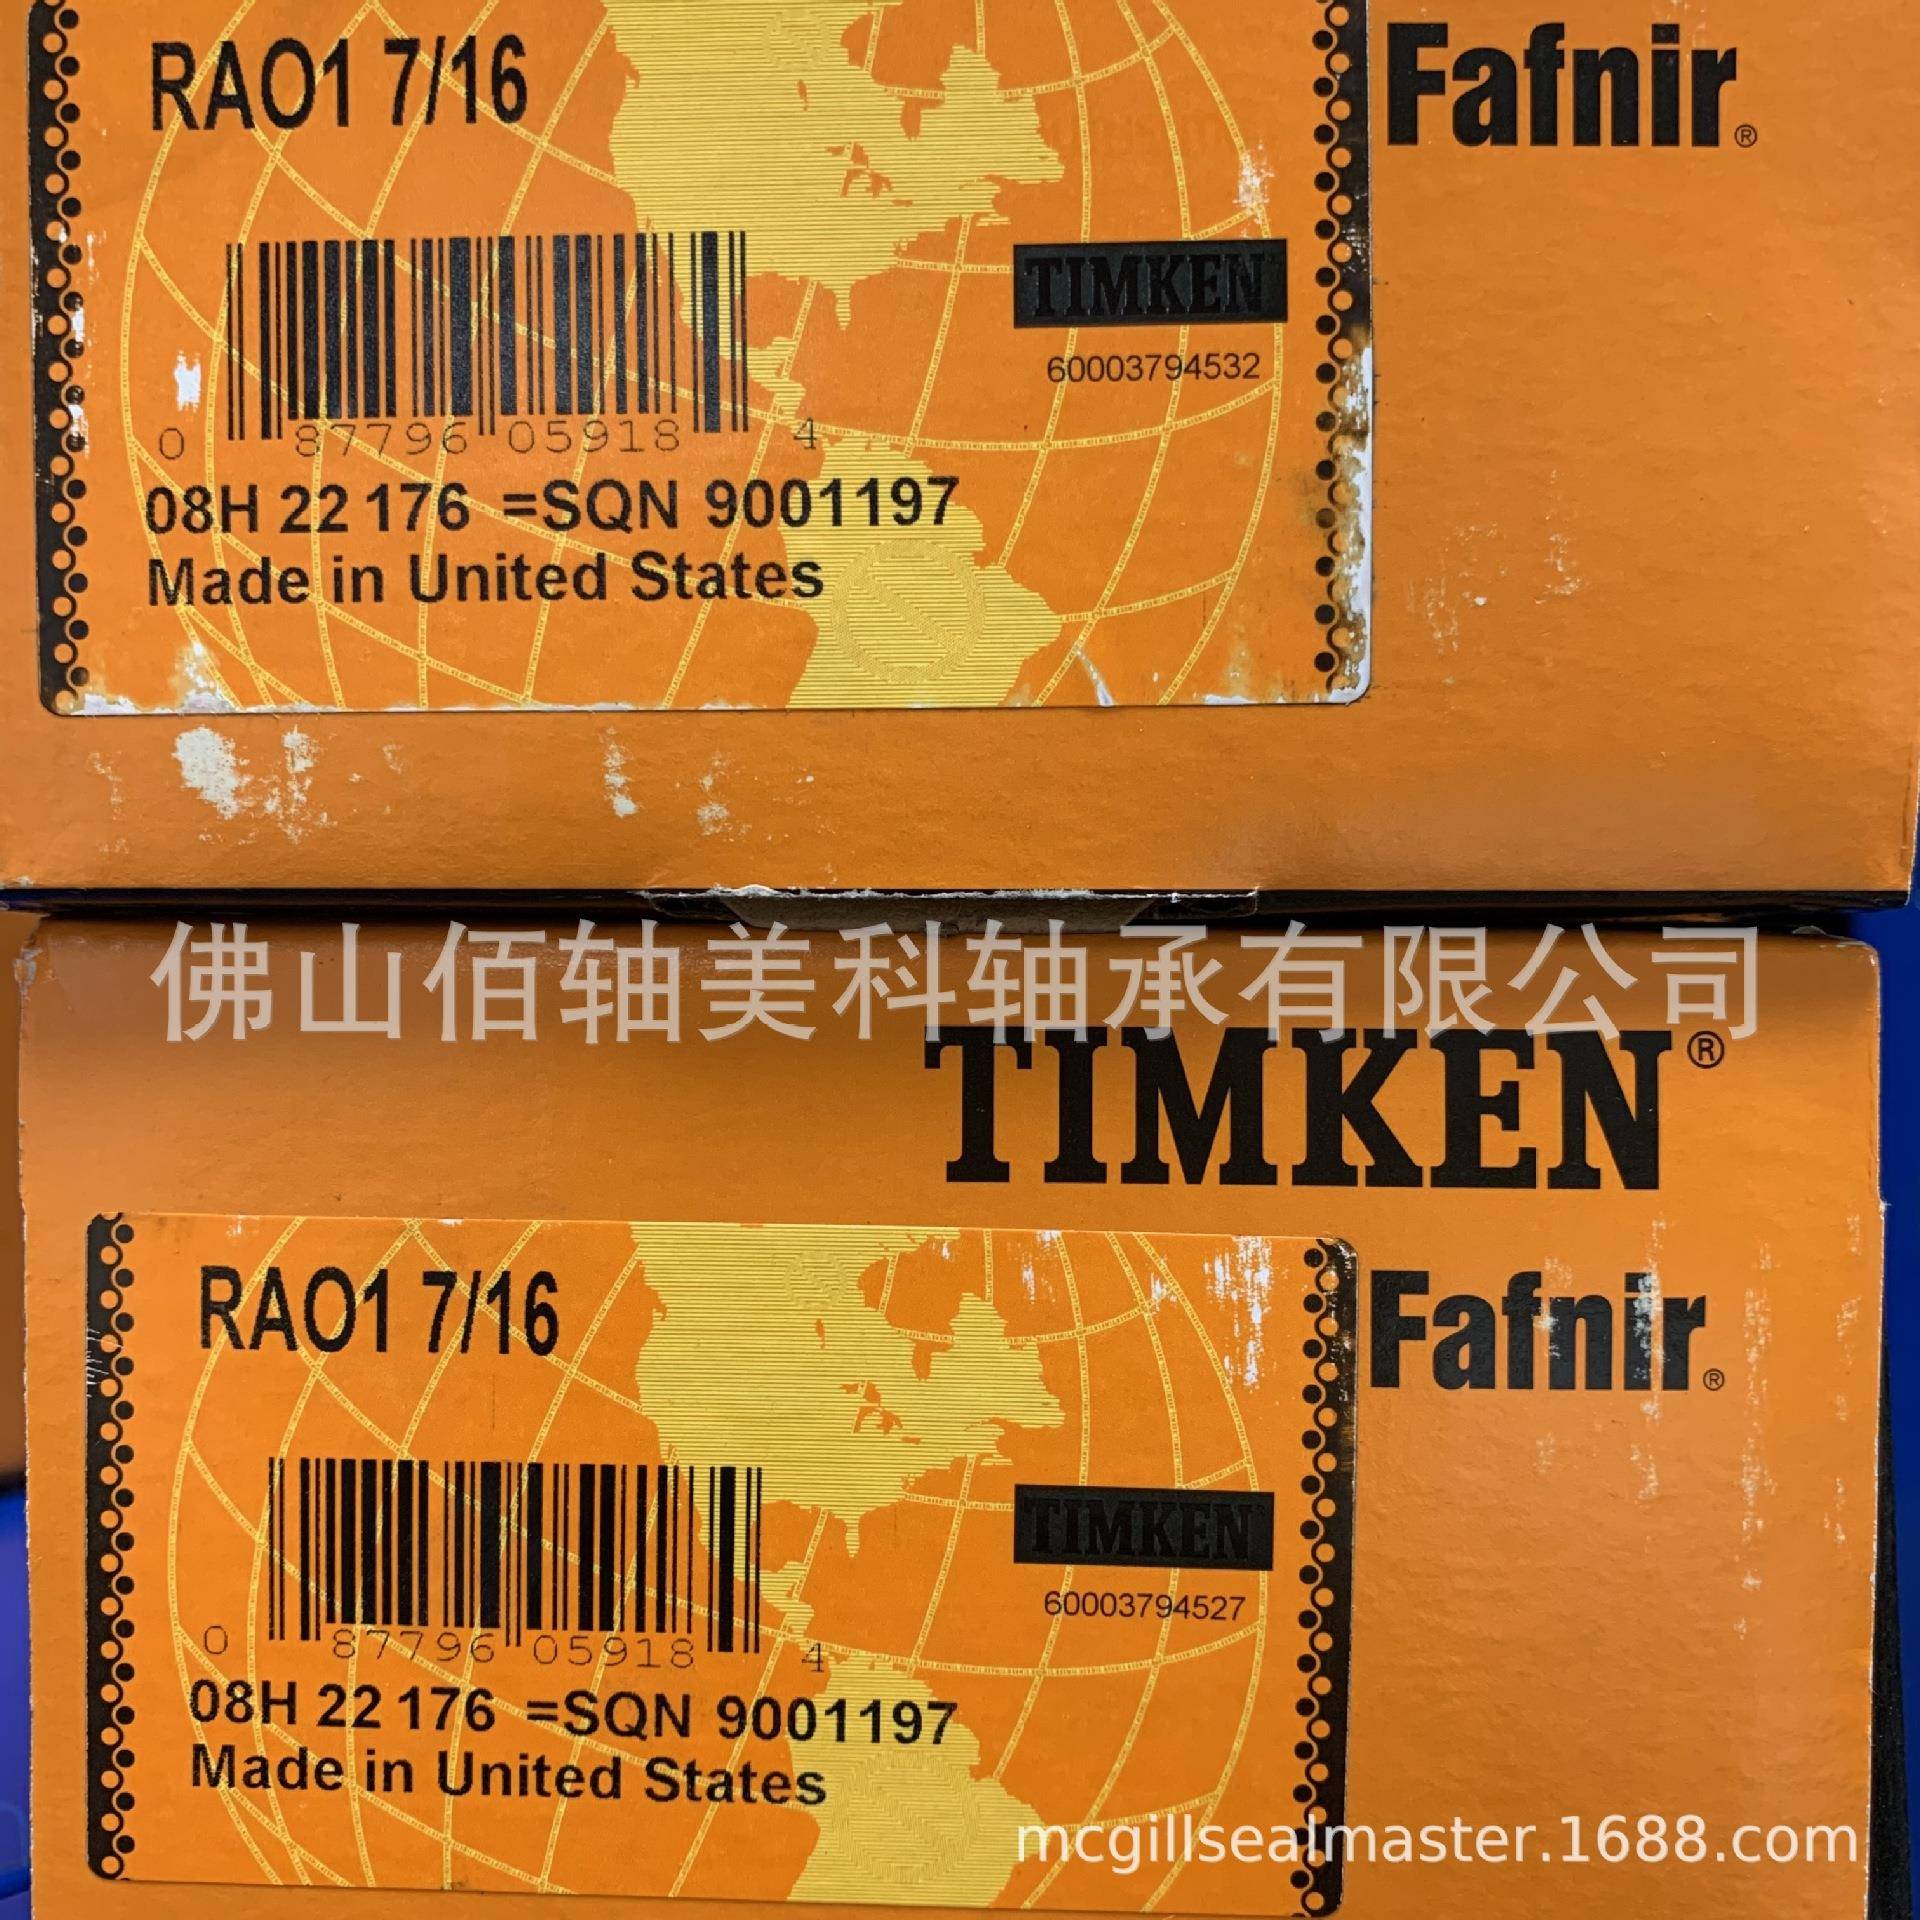 RAO1 7/16
Fafnir®
TIMKEN
60003794532
0 87796 05918 4
08H 22 176 =SQN 9001197
Made in United States
佛山佰轴美科轴承有限公司
TIMKEN®
RAO1 7/16
Fafnir®
TIMKEN
60003794527
0 87796 05918 4
08H 22 176 =SQN 9001197
Made in United States
mcgillsealmaster.1688.com